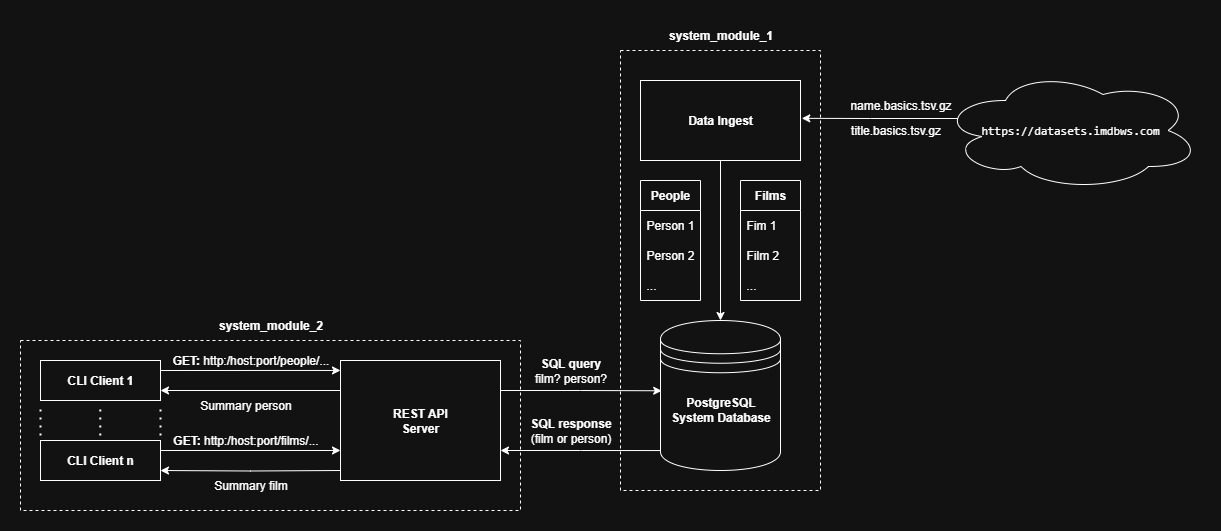 system_module_1
Data Ingest
name.basics.tsv.gz
title.basics.tsv.gz
https://datasets.imdbws.com
People
Person 1
Person 2
...
Films
Fim 1
Film 2
...
system_module_2
CLI Client 1
GET: http:/host:port/people/...
Summary person
CLI Client n
GET: http:/host:port/films/...
Summary film
REST API
Server
SQL query
film? person?
SQL response
(film or person)
PostgreSQL
System Database